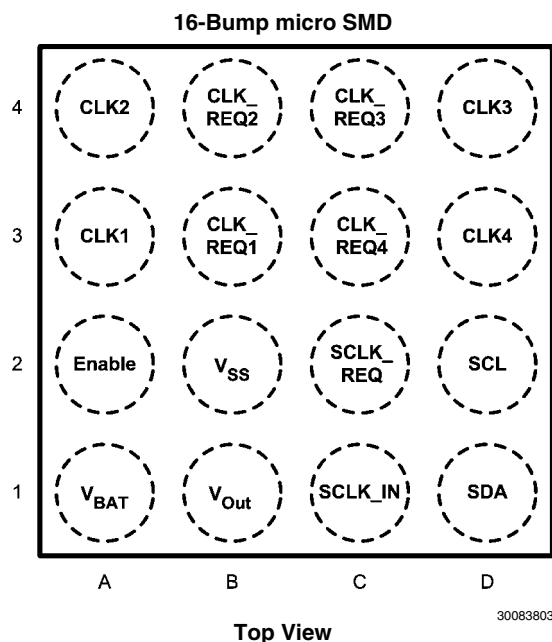 16-Bump micro SMD
4
CLK2
CLK_
REQ2
CLK_
REQ3
CLK3
3
CLK1
CLK_
REQ1
CLK_
REQ4
CLK4
2
Enable
VSS
SCLK_
REQ
SCL
1
VBAT
VOut
SCLK_IN
SDA
A B C D
30083803
Top View